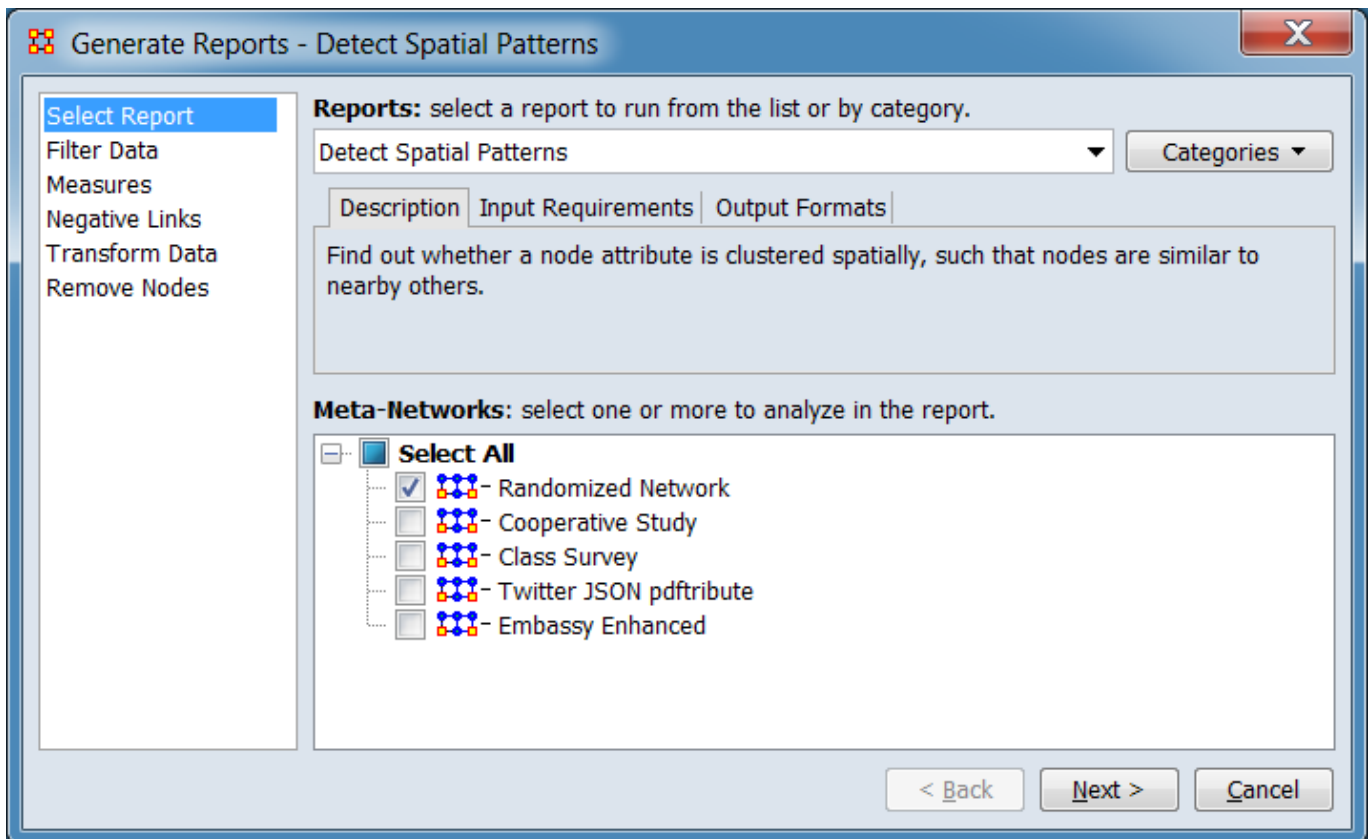 Generate Reports - Detect Spatial Patterns
Select Report
Filter Data
Measures
Negative Links
Transform Data
Remove Nodes
Reports: select a report to run from the list or by category.
Detect Spatial Patterns
Categories
Description Input Requirements Output Formats
Find out whether a node attribute is clustered spatially, such that nodes are similar to
nearby others.
Meta-Networks: select one or more to analyze in the report.
Select All
Randomized Network
Cooperative Study
Class Survey
Twitter JSON pdftribute
Embassy Enhanced
< Back Next > Cancel